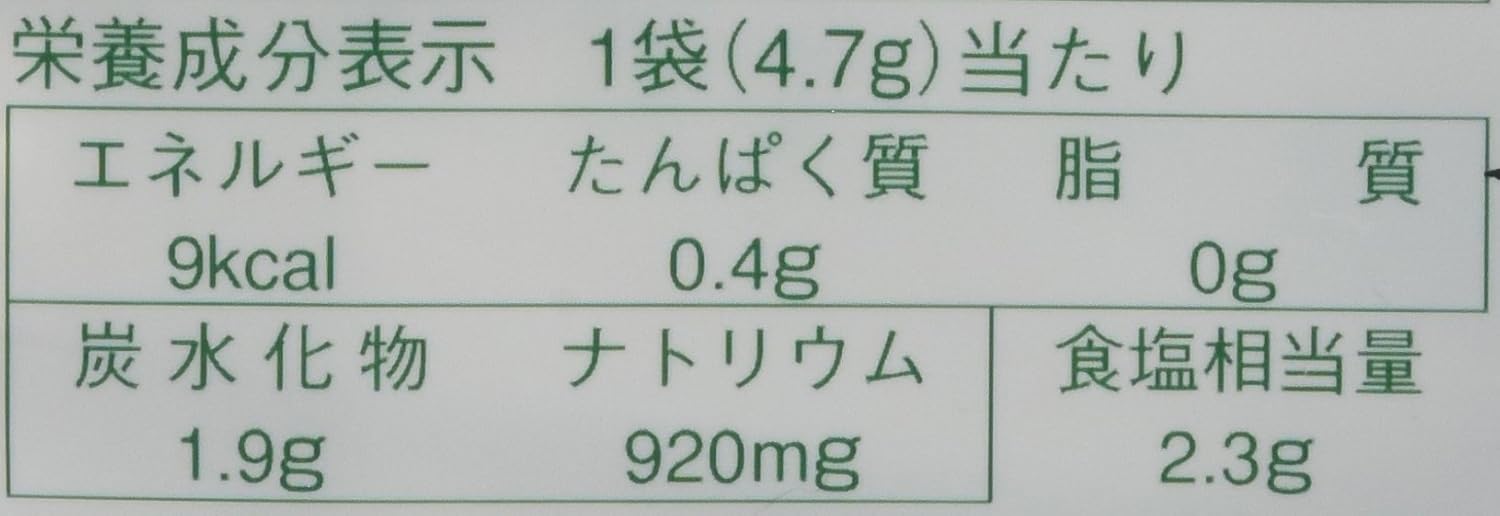 栄養成分表示 1袋(4.7g)当たり
エネルギー たんぱく質 脂質
9kcal 0.4g 0g
炭水化物 ナトリウム 食塩相当量
1.9g 920mg 2.3g